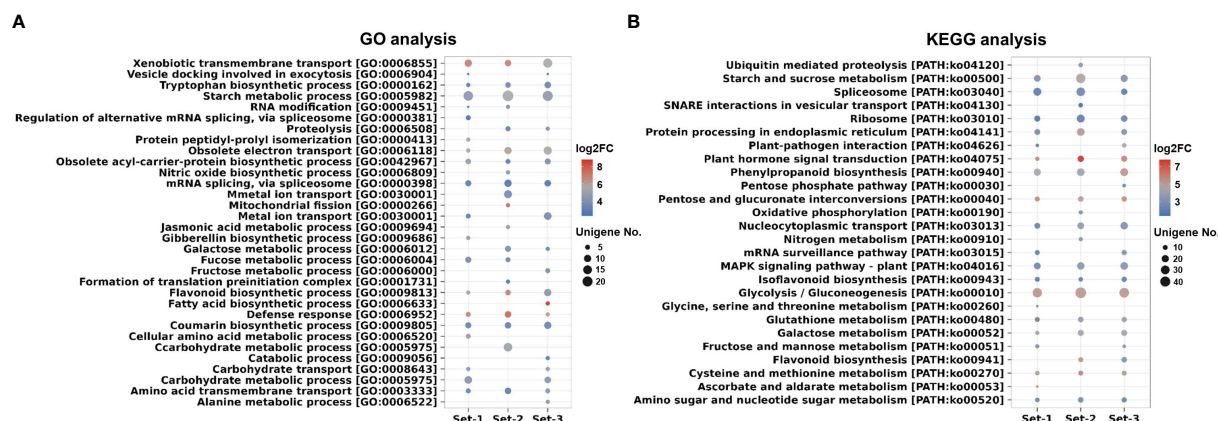 A
GO analysis
Xenobiotic transmembrane transport [GO:0006855]
Vesicle docking involved in exocytosis [GO:0006904]
Tryptophan biosynthetic process [GO:0000162]
Starch metabolic process [GO:0005982]
RNA modification [GO:0009451]
Regulation of alternative mRNA splicing, via spliceosome [GO:0000381]
Proteolysis [GO:0006508]
Protein peptidyl-prolyl isomerization [GO:0000413]
Obsolete electron transport [GO:0006118]
Obsolete acyl-carrier-protein biosynthetic process [GO:0042967]
Nitric oxide biosynthetic process [GO:0006809]
mRNA splicing, via spliceosome [GO:0000398]
Mmetal ion transport [GO:0030001]
Mitochondrial fission [GO:0000266]
Metal ion transport [GO:0030001]
Jasmonic acid metabolic process [GO:0009694]
Gibberellin biosynthetic process [GO:0009686]
Galactose metabolic process [GO:0006012]
Fucose metabolic process [GO:0006004]
Fructose metabolic process [GO:0006000]
Formation of translation preinitiation complex [GO:0001731]
Flavonoid biosynthetic process [GO:0009813]
Fatty acid biosynthetic process [GO:0006633]
Defense response [GO:0006952]
Coumarin biosynthetic process [GO:0009805]
Cellular amino acid metabolic process [GO:0006520]
Ccarbohydrate metabolic process [GO:0005975]
Catabolic process [GO:0009056]
Carbohydrate transport [GO:0008643]
Carbohydrate metabolic process [GO:0005975]
Amino acid transmembrane transport [GO:0003333]
Alanine metabolic process [GO:0006522]
Set-1 Set-2 Set-3
log2FC
8
6
4
Unigene No.
5
10
15
20
B
KEGG analysis
Ubiquitin mediated proteolysis [PATH:ko04120]
Starch and sucrose metabolism [PATH:ko00500]
Spliceosome [PATH:ko03040]
SNARE interactions in vesicular transport [PATH:ko04130]
Ribosome [PATH:ko03010]
Protein processing in endoplasmic reticulum [PATH:ko04141]
Plant-pathogen interaction [PATH:ko04626]
Plant hormone signal transduction [PATH:ko04075]
Phenylpropanoid biosynthesis [PATH:ko00940]
Pentose phosphate pathway [PATH:ko00030]
Pentose and glucuronate interconversions [PATH:ko00040]
Oxidative phosphorylation [PATH:ko00190]
Nucleocytoplasmic transport [PATH:ko03013]
Nitrogen metabolism [PATH:ko00910]
mRNA surveillance pathway [PATH:ko03015]
MAPK signaling pathway - plant [PATH:ko04016]
Isoflavonoid biosynthesis [PATH:ko00943]
Glycolysis / Gluconeogenesis [PATH:ko00010]
Glycine, serine and threonine metabolism [PATH:ko00260]
Glutathione metabolism [PATH:ko00480]
Galactose metabolism [PATH:ko00052]
Fructose and mannose metabolism [PATH:ko00051]
Flavonoid biosynthesis [PATH:ko00941]
Cysteine and methionine metabolism [PATH:ko00270]
Ascorbate and aldarate metabolism [PATH:ko00053]
Amino sugar and nucleotide sugar metabolism [PATH:ko00520]
Set-1 Set-2 Set-3
log2FC
7
5
3
Unigene No.
10
20
30
40